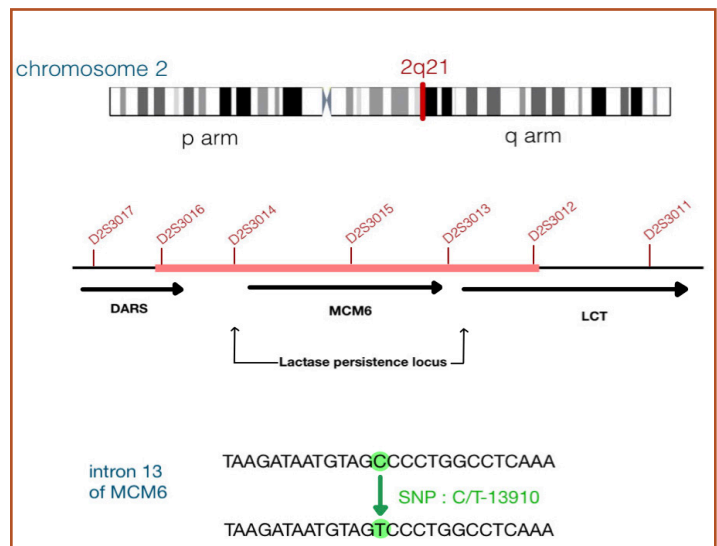 chromosome 2
2q21
p arm
q arm
D2S3017
D2S3016
D2S3014
D2S3015
D2S3013
D2S3012
D2S3011
DARS
MCM6
LCT
Lactase persistence locus
intron 13
of MCM6
TAAGATAATGTAGCCCCTGGCCTCAAA
SNP : C/T-13910
TAAGATAATGTAGTCCCTGGCCTCAAA